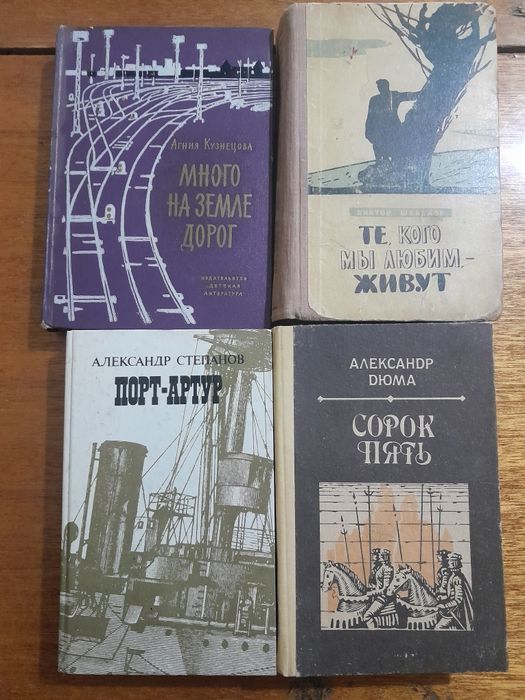 Агния Кузнецова
МНОГО
НА ЗЕМЛЕ
ДОРОГ
ИЗДАТЕЛЬСТВО
„ДЕТСКАЯ
ЛИТЕРАТУРА"
ВИКТОР
ТЕ, КОГО
МЫ ЛЮБИМ,–
ЖИВУТ
АЛЕКСАНДР СТЕПАНОВ
ПОРТ-АРТУР
АЛЕКСАНДР
ДЮМА
СОРОК
ПЯТЬ